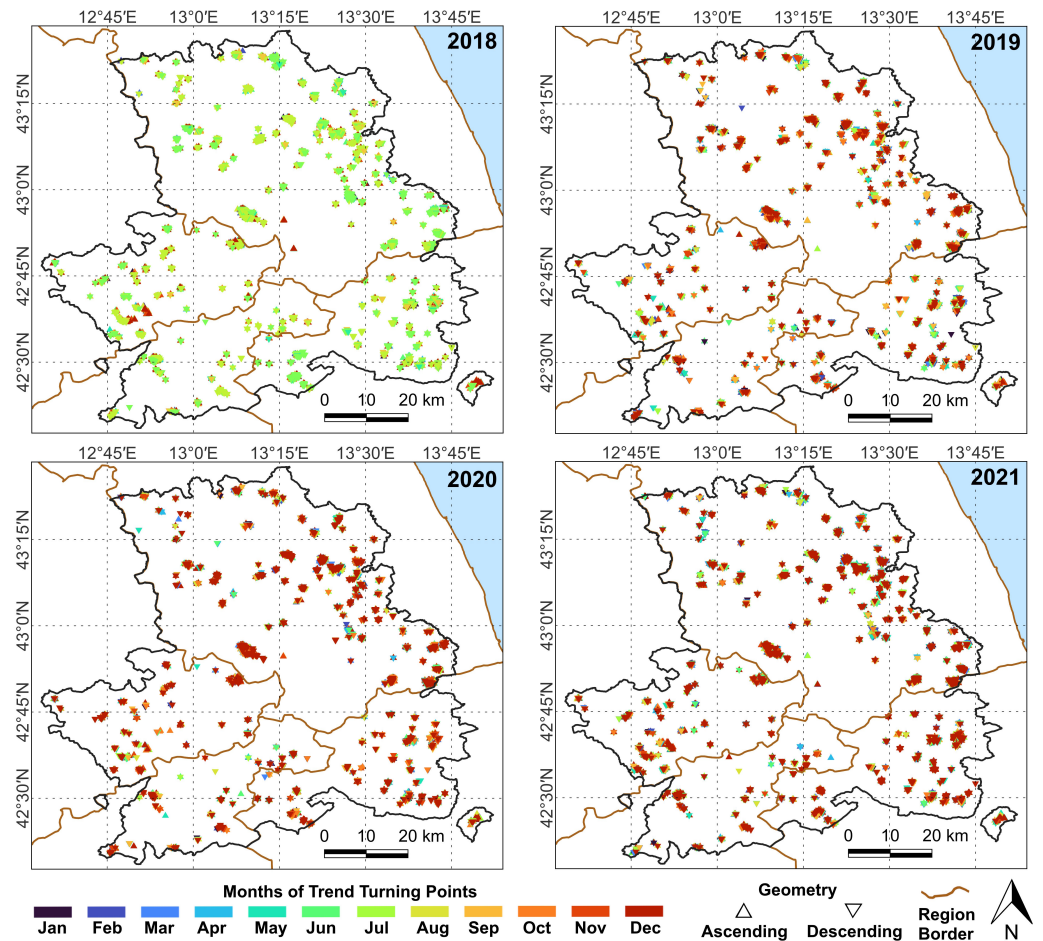 12°45'E 13°0'E 13°15'E 13°30'E 13°45'E
12°45'E 13°0'E 13°15'E 13°30'E 13°45'E
2018
2019
43°15'N
43°0'N
42°45'N
42°30'N
43°15'N
43°0'N
42°45'N
42°30'N
0 10 20 km
0 10 20 km
12°45'E 13°0'E 13°15'E 13°30'E 13°45'E
12°45'E 13°0'E 13°15'E 13°30'E 13°45'E
2020
2021
43°15'N
43°0'N
42°45'N
42°30'N
43°15'N
43°0'N
42°45'N
42°30'N
0 10 20 km
0 10 20 km
Months of Trend Turning Points
Jan Feb Mar Apr May Jun Jul Aug Sep Oct Nov Dec
Geometry
Ascending Descending
Region
Border
N